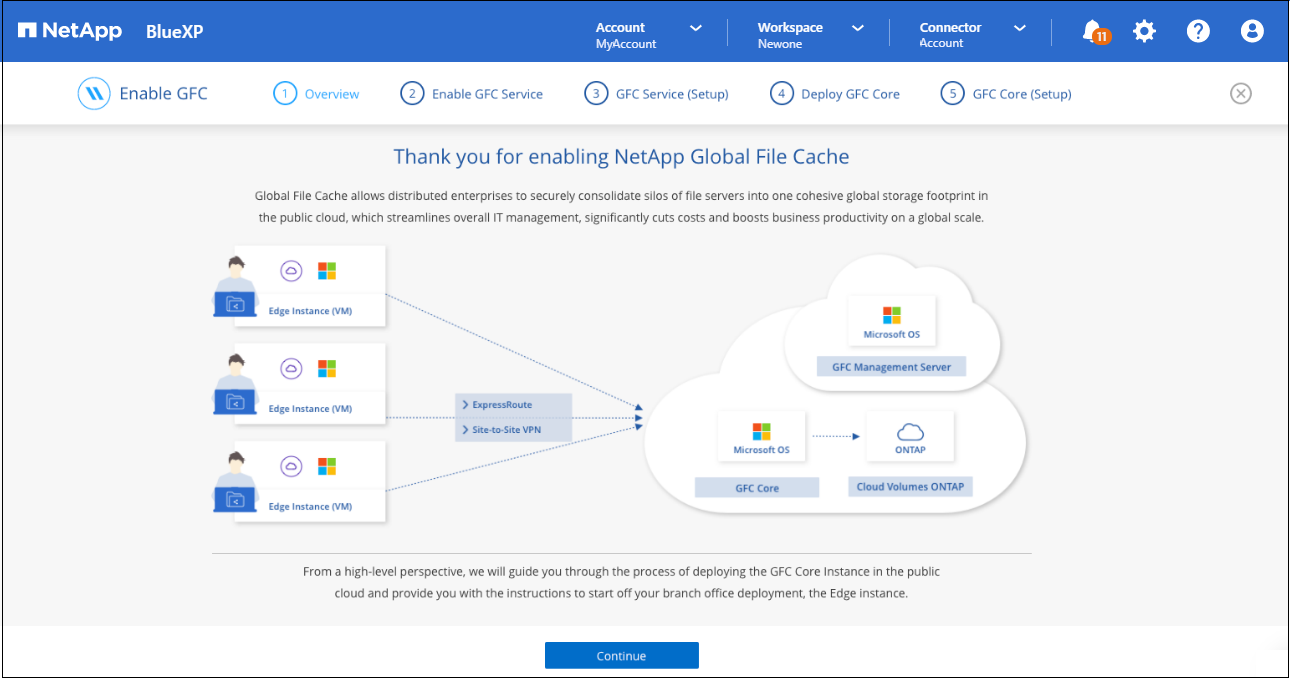 NetApp BlueXP
Account
MyAccount
Workspace
Newone
Connector
Account
11
?
Enable GFC
1 Overview
2 Enable GFC Service
3 GFC Service (Setup)
4 Deploy GFC Core
5 GFC Core (Setup)
Thank you for enabling NetApp Global File Cache
Global File Cache allows distributed enterprises to securely consolidate silos of file servers into one cohesive global storage footprint in
the public cloud, which streamlines overall IT management, significantly cuts costs and boosts business productivity on a global scale.
Edge Instance (VM)
Edge Instance (VM)
Edge Instance (VM)
ExpressRoute
Site-to-Site VPN
Microsoft OS
GFC Management Server
Microsoft OS
GFC Core
ONTAP
Cloud Volumes ONTAP
From a high-level perspective, we will guide you through the process of deploying the GFC Core Instance in the public
cloud and provide you with the instructions to start off your branch office deployment, the Edge instance.
Continue